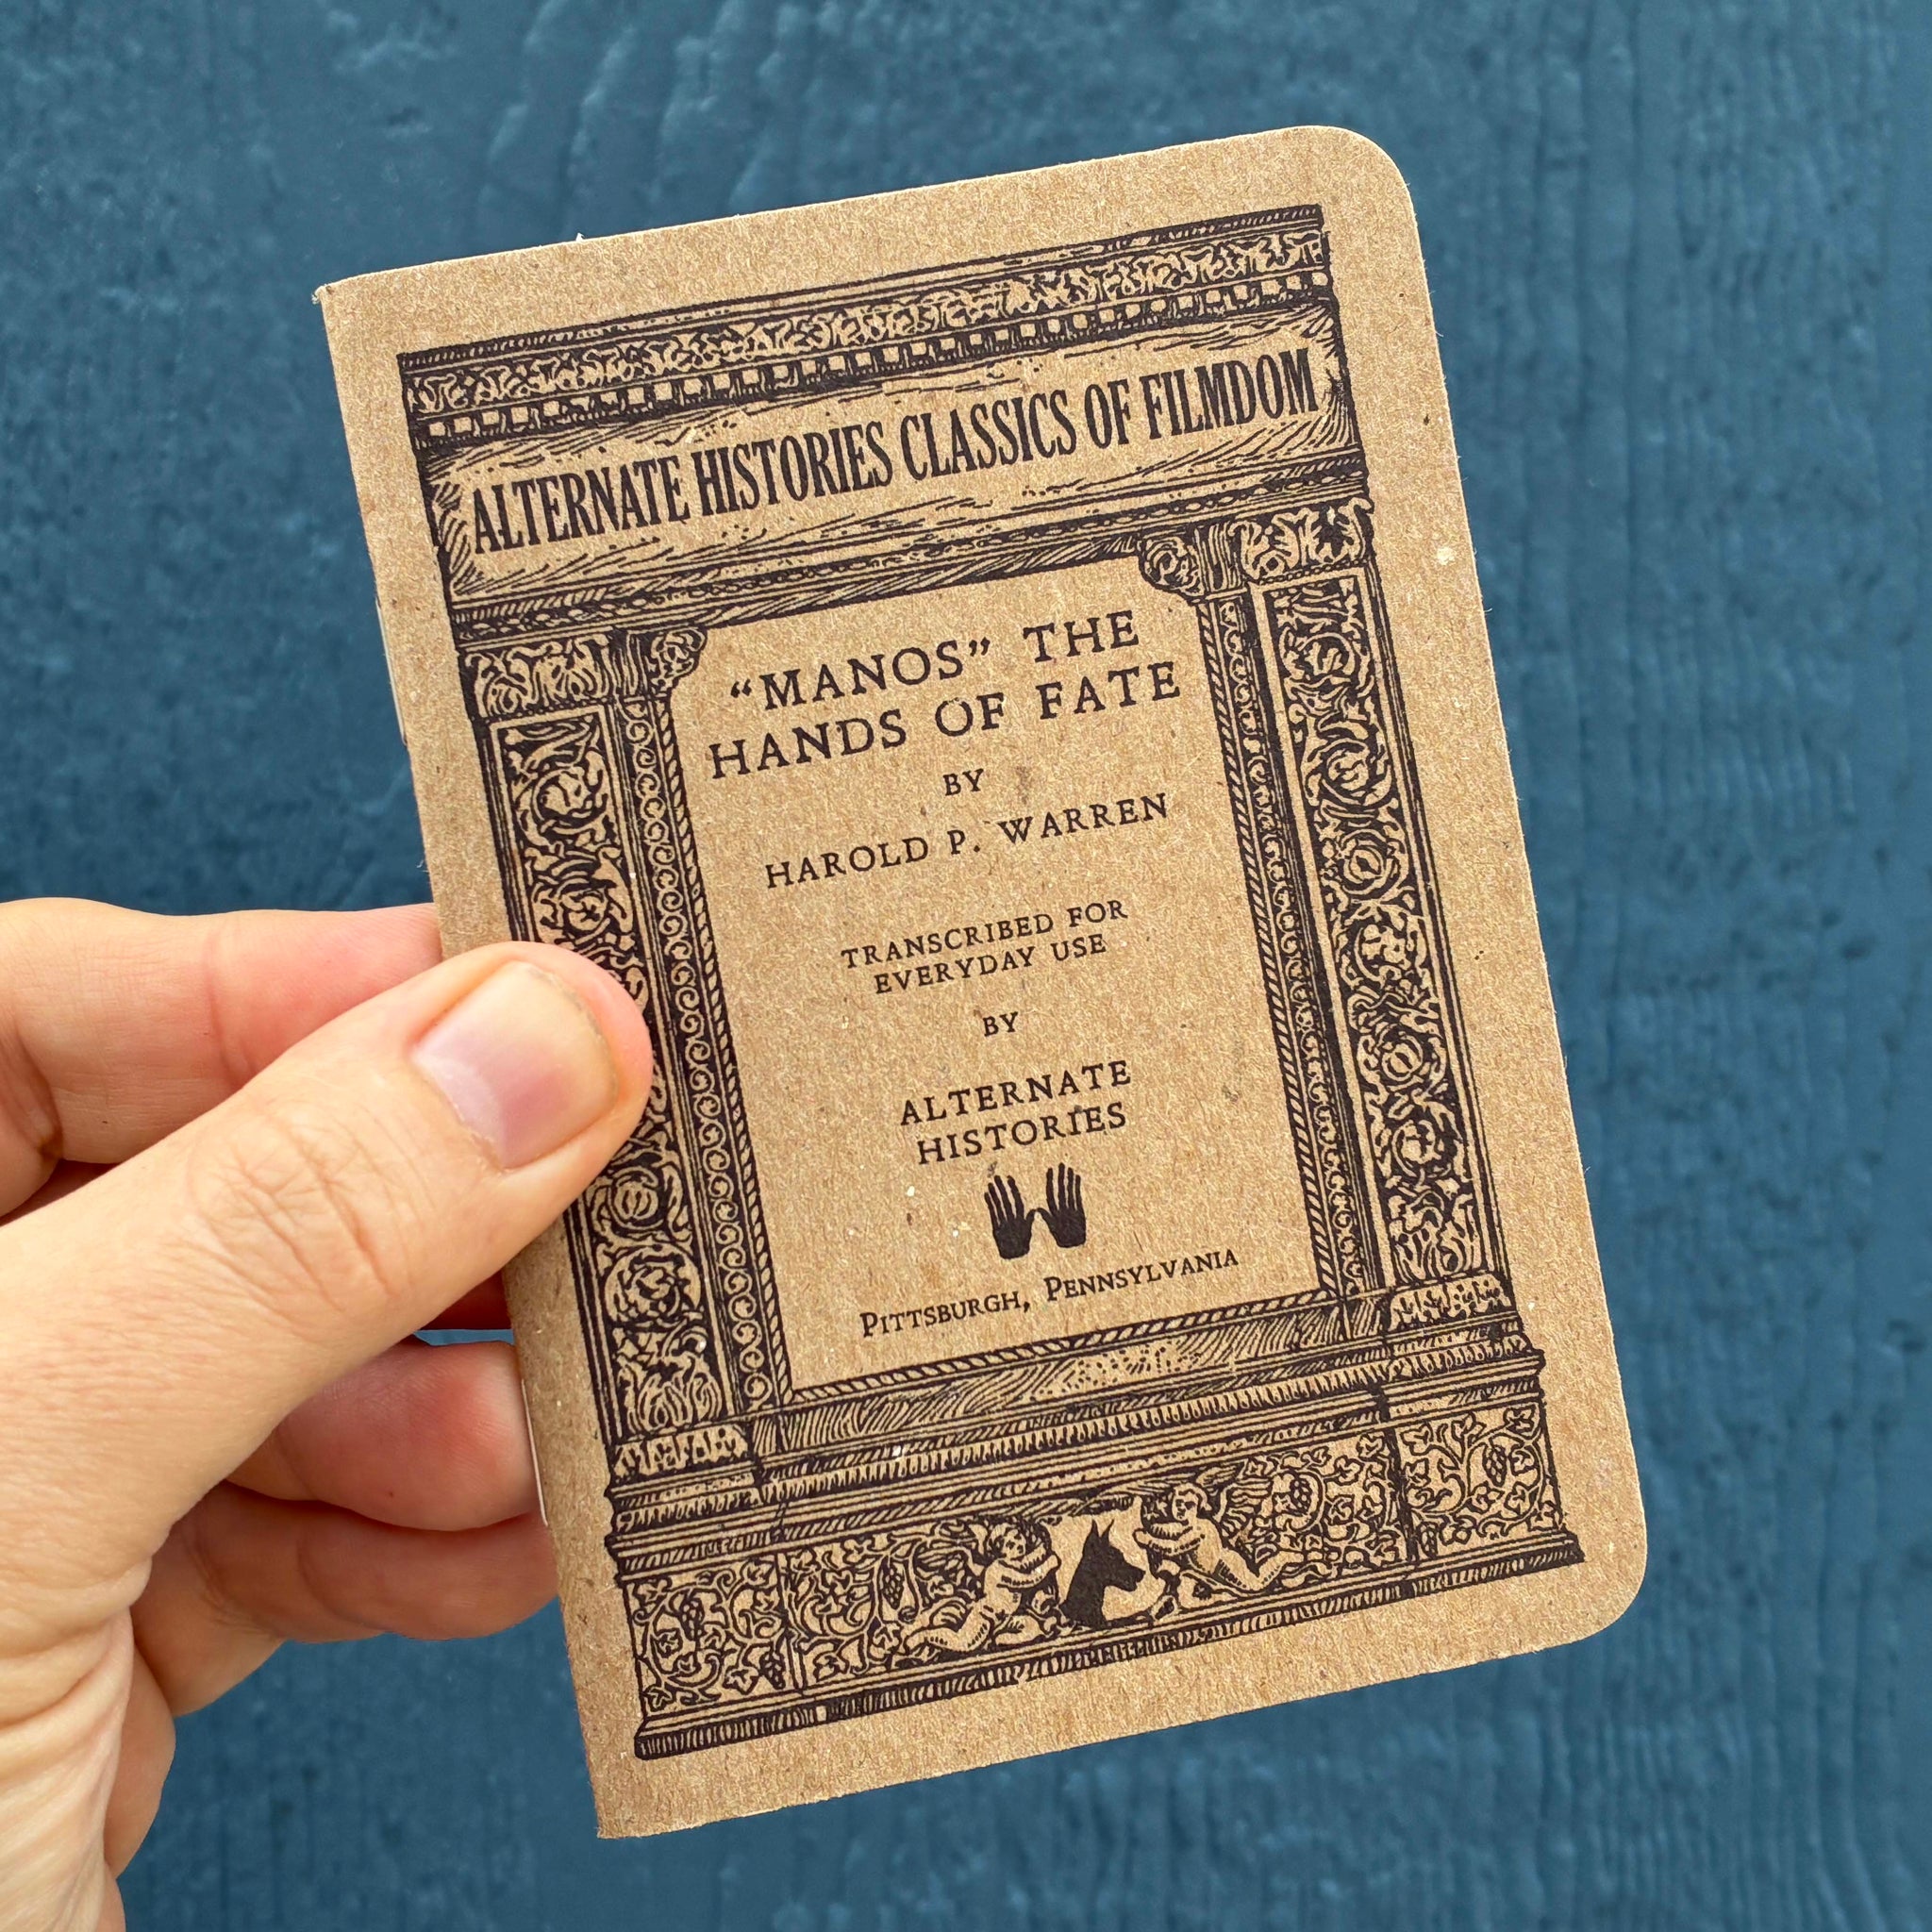 ALTERNATE HISTORIES CLASSICS OF FILMDOM
“MANOS” THE
HANDS OF FATE
BY
HAROLD P. WARREN
TRANSCRIBED FOR
EVERYDAY USE
BY
ALTERNATE
HISTORIES
PITTSBURGH, PENNSYLVANIA